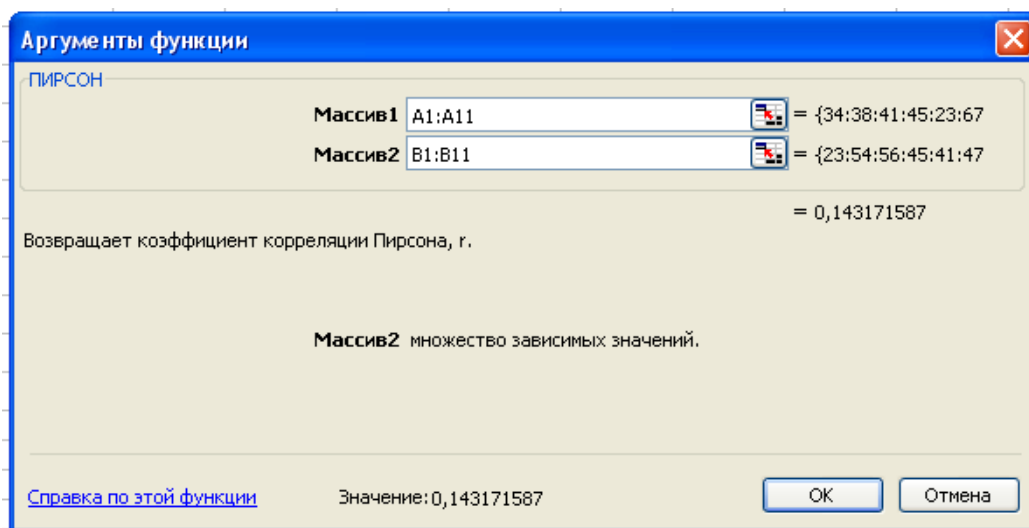 Аргументы функции
ПИРСОН
Массив1 A1:A11 = {34:38:41:45:23:67
Массив2 B1:B11 = {23:54:56:45:41:47
= 0,143171587
Возвращает коэффициент корреляции Пирсона, r.
Массив2 множество зависимых значений.
Справка по этой функции Значение:0,143171587 ОК Отмена